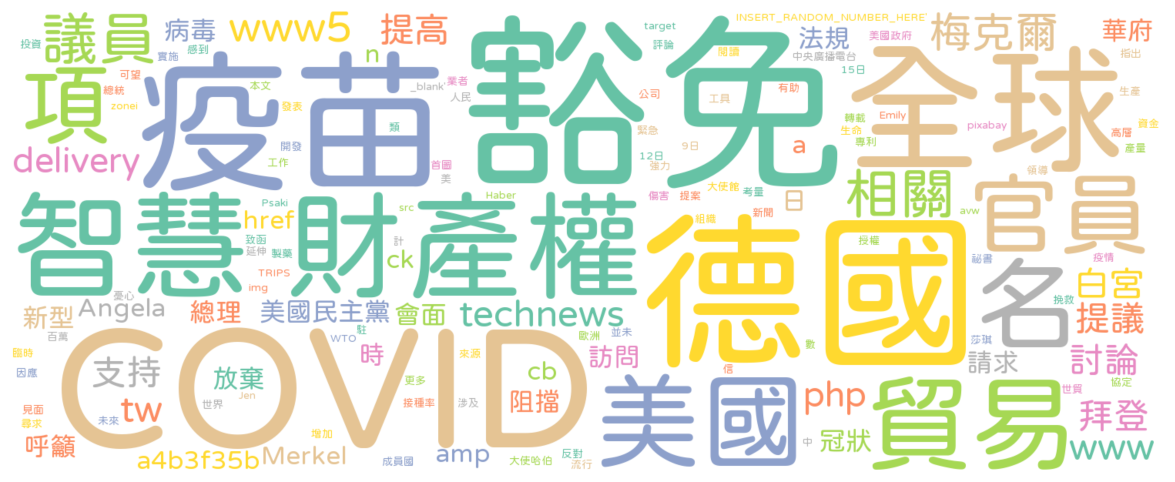 議員
病毒
www5
提高
target
INSERT_RANDOM_NUMBER_HERE'
梅克爾
華府
投資
感到
實施
n
豁免
評論
閱讀
法規
美國政府
中央廣播電台
指出
項
可望
總統
zonei
疫苗
本文
_blank'
業者
人民
15日
全球
生產
delivery
發表
類
開發
工作
首圖
美
公司
緊急
12日
工具
9日
強力
有助
a
轉載
生命
專利
Emily
pixabay
高層
資金
產量
智慧財產權
Psaki
href
致函
延伸
製藥
TRIPS
img
Haber
src
計
ck
傷害
提案
大使館
考量
新聞
日
組織
相關
avw
領導
官員
德國
授權
祕書
疫情
白宮
名
挽救
提議
新型
憂心
Angela
百萬
總理
美國民主黨
會面
technews
駐
WTO
時
歐洲
並未
訪問
數
信
莎琪
請求
討論
協定
世貿
臨時
因應
COVID
支持
放棄
世界
Jen
更多
來源
cb
接種率
涉及
阻擋
美國
php
貿易
拜登
見面
尋求
未來
tw
呼籲
增加
a4b3f35b
Merkel
成員國
amp
大使哈伯
反對
流行
中
冠狀
www